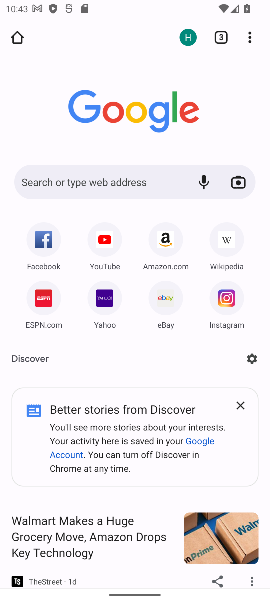 10:43
3
H
Google
Search or type web address
Facebook
YouTube
Amazon.com
Wikipedia
ESPN.com
Yahoo
eBay
Instagram
Discover
Better stories from Discover
You'll see more stories about your interests.
Your activity here is saved in your Google
Account. You can turn off Discover in
Chrome at any time.
Walmart Makes a Huge
Grocery Move, Amazon Drops
Key Technology
TheStreet · 1d